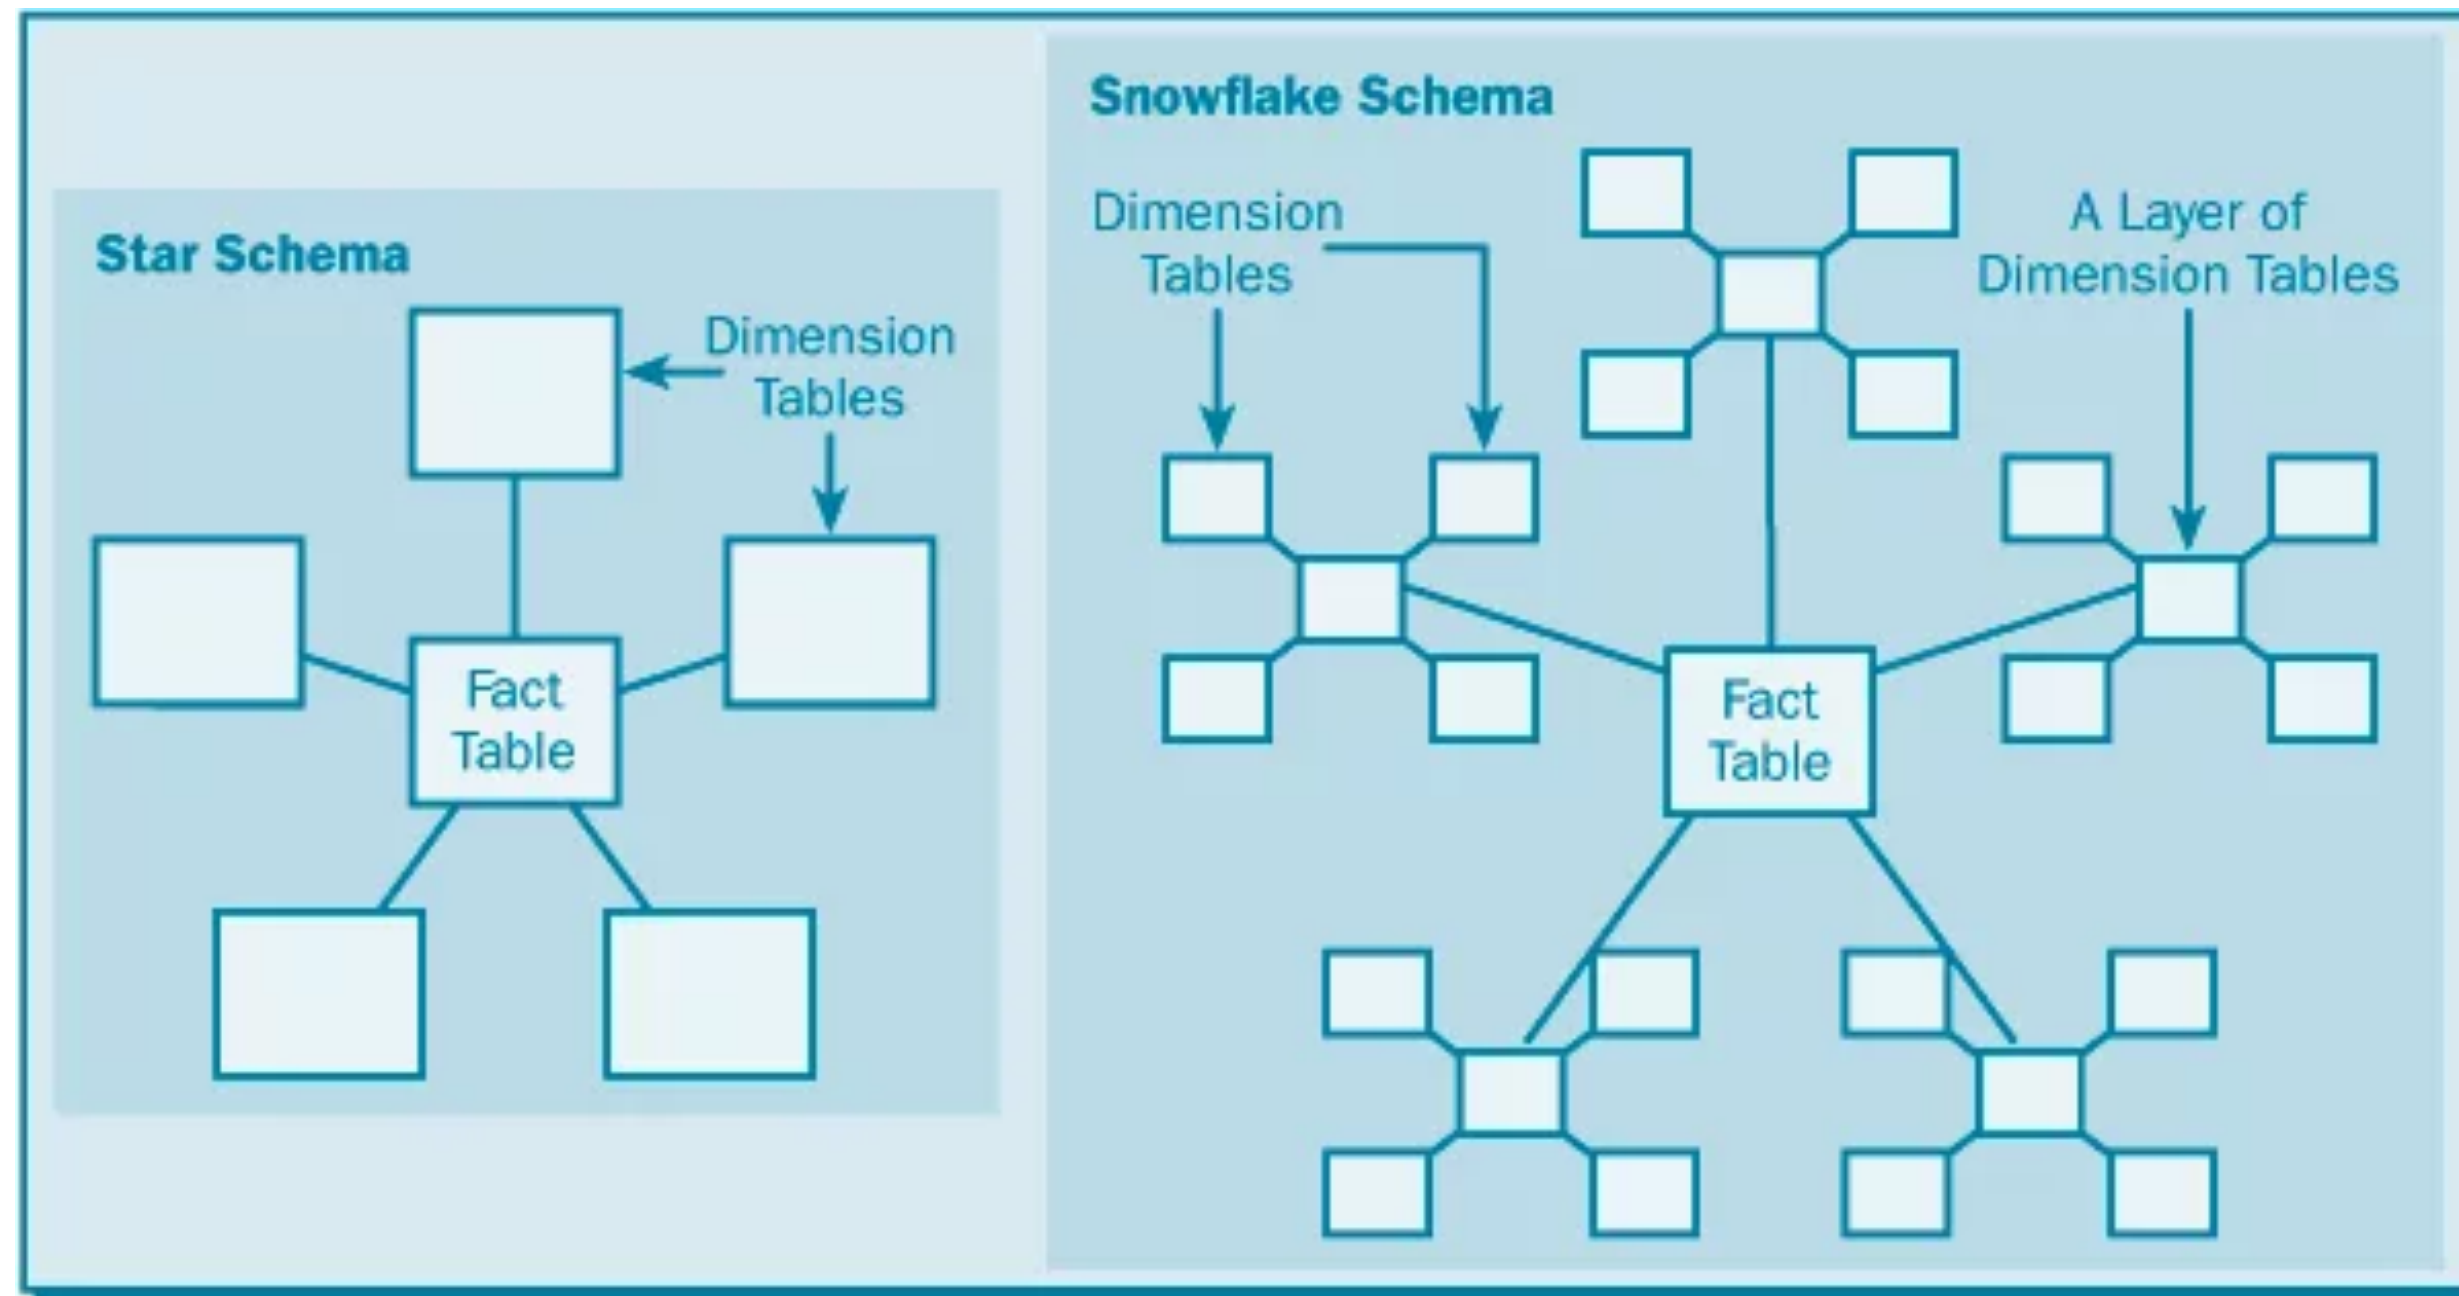 Star Schema
Dimension
Tables
Fact
Table
Snowflake Schema
Dimension
Tables
A Layer of
Dimension Tables
Fact
Table